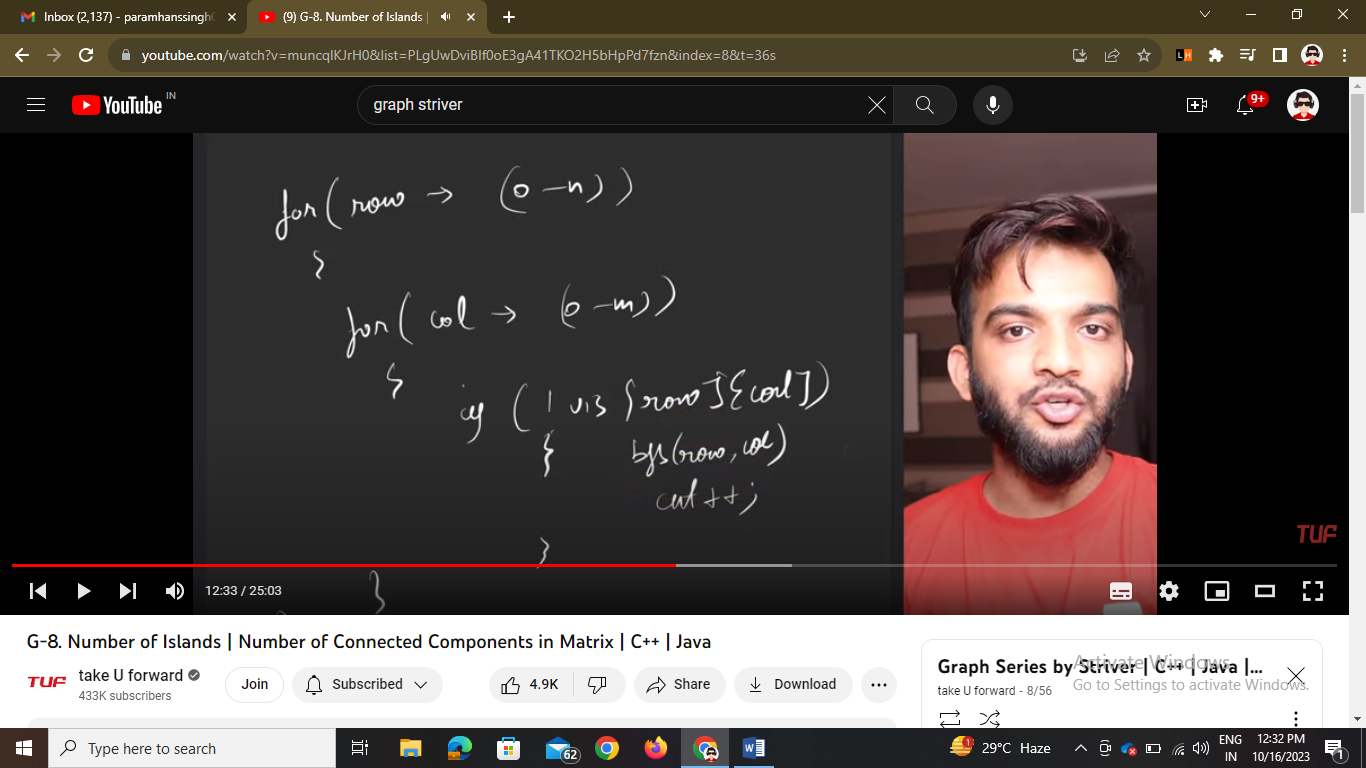 Inbox (2,137) - paramhanssingh
(9) G-8. Number of Islands |
youtube.com/watch?v=muncqlKJrH0&list=PLgUwDviBIf0oE3gA41TKO2H5bHpPd7fzn&index=8&t=36s
LH
YouTube IN
graph striver
9+
for(row → (0 – n))
{
for( col → (0 – m))
{
if ( ! vis [row][col])
{ bfs(row, col)
cnt++;
}
}
TUF
12:33 / 25:03
G-8. Number of Islands | Number of Connected Components in Matrix | C++ | Java
TUF
take U forward
433K subscribers
Join
Subscribed
4.9K
Share
Download
Graph Series by Striver | C++ | Java |...
take U forward - 8/56
Activate Windows
Go to Settings to activate Windows.
Type here to search
62
W
1
29°C Haze
ENG
IN
12:32 PM
10/16/2023
1